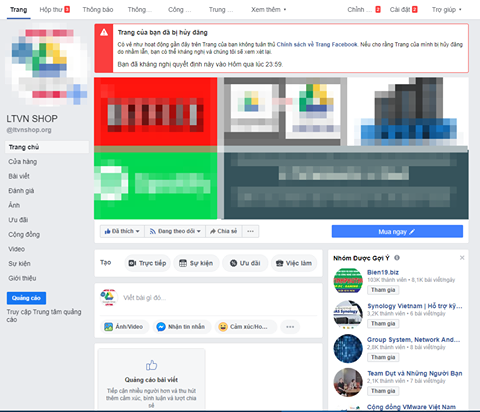 Trang
Hộp thư 3
Thông báo
Thông...
Công ...
Trung ...
Xem thêm
Chỉnh ... 2
Cài đặt 2
Trợ giúp
Trang của bạn đã bị hủy đăng
Có vẻ như hoạt động gần đây trên Trang của bạn không tuân thủ Chính sách về Trang Facebook. Nếu cho rằng Trang của mình bị hủy đăng
do nhầm lẫn, bạn có thể kháng nghị và chúng tôi sẽ xem xét lại.
Bạn đã kháng nghị quyết định này vào Hôm qua lúc 23:59.
LTVN SHOP
@ltvnshop.org
Trang chủ
Cửa hàng
Bài viết
Đánh giá
Ảnh
Ưu đãi
Cộng đồng
Video
Sự kiện
Giới thiệu
Quảng cáo
Truy cập Trung tâm quảng
cáo
Đã thích
Đang theo dõi
Chia sẻ
Mua ngay
Tạo
Trực tiếp
Sự kiện
Ưu đãi
Việc làm
Viết bài gì đó...
Ảnh/Video
Nhận tin nhắn
Cảm xúc/Ho...
Quảng cáo bài viết
Tiếp cận nhiều người hơn và thu hút
thêm cảm xúc, bình luận và lượt chia
sẻ
Nhóm Được Gợi Ý
Bien19.biz
103K thành viên • 8,1K bài viết/ngày
Tham gia
Synology Vietnam | Hỗ trợ kỹ...
3,2K thành viên • 6 bài viết/ngày
Tham gia
Group System, Network And...
2,8K thành viên • 8 bài viết/ngày
Tham gia
Team Dụt và Những Người Bạn
2,1K thành viên • 7 bài viết/ngày
Tham gia
Cộng đồng VMware Việt Nam